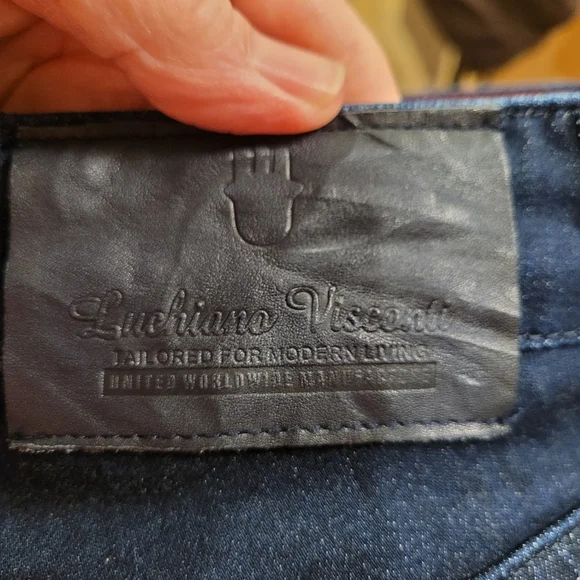 Luchiano Visconti
TAILORED FOR MODERN LIVING
UNITED WORLDWIDE